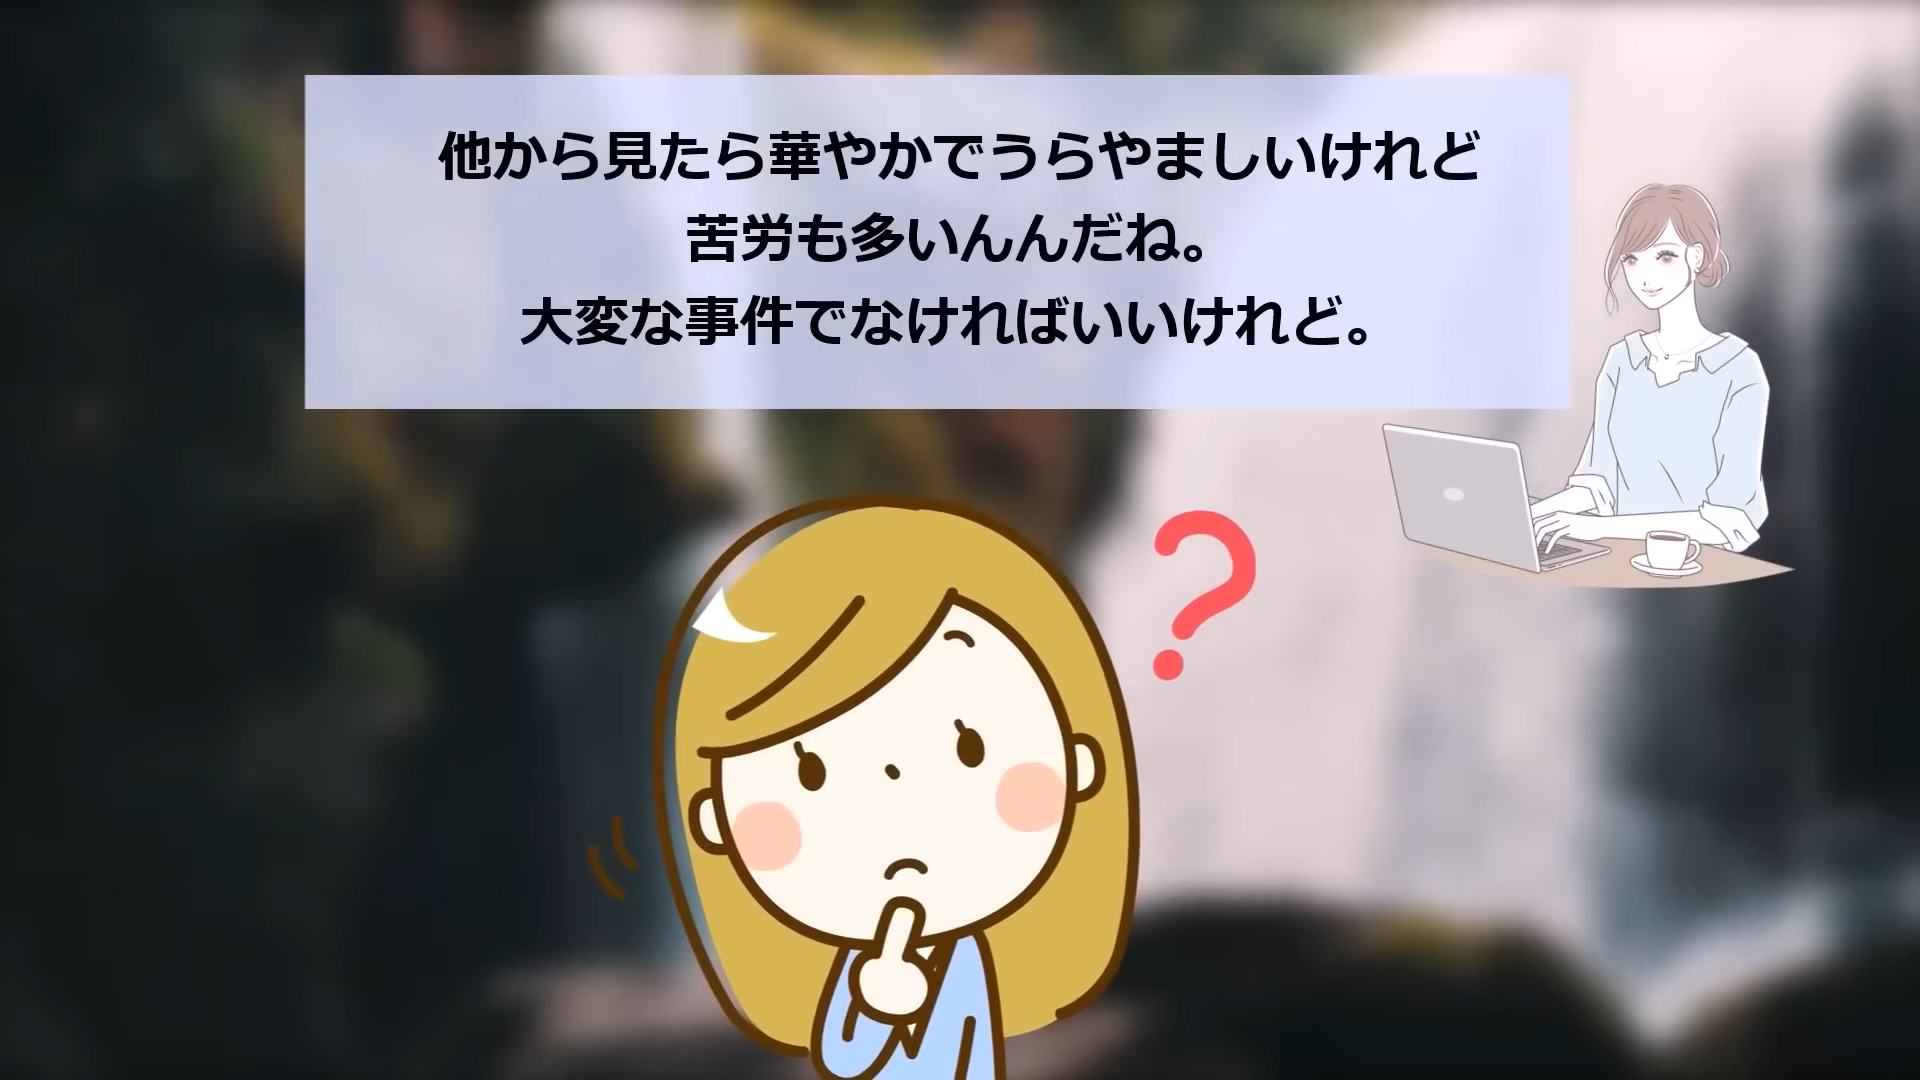 他から見たら華やかでうらやましいけれど
苦労も多いんんだね。
大変な事件でなければいいけれど。
?